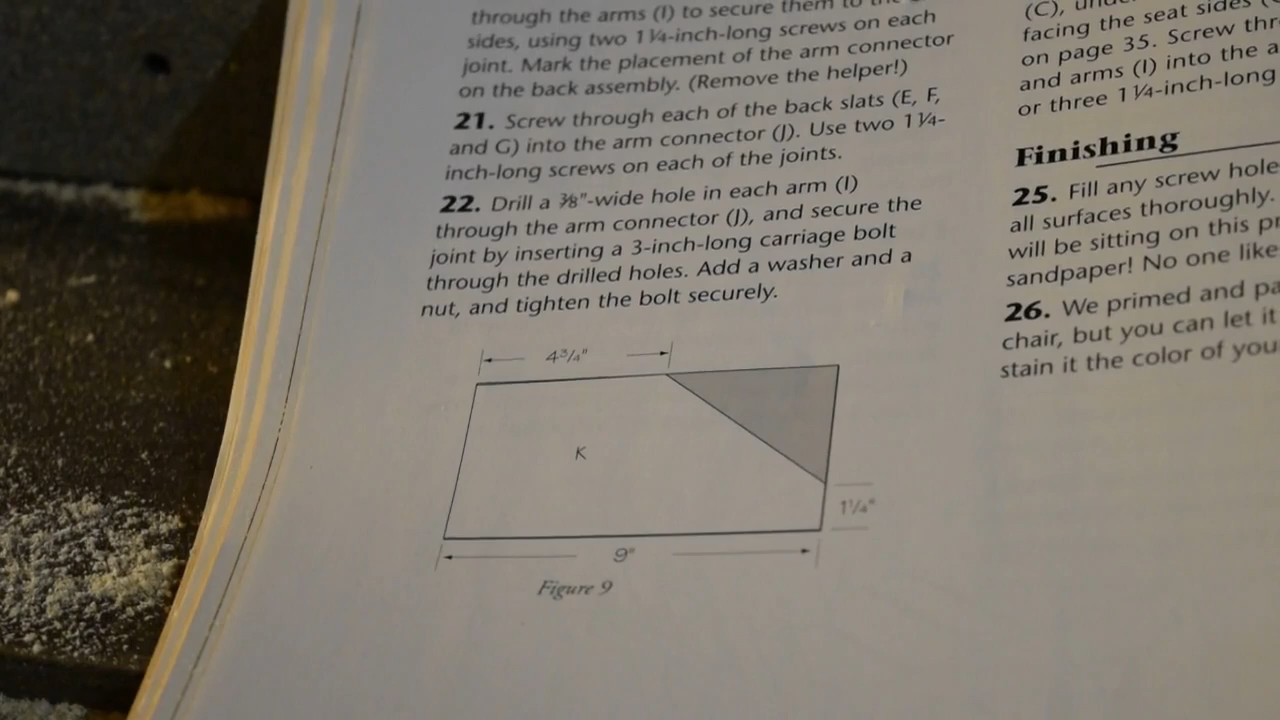 through the arms (I) to secure them to the
sides, using two 1¼-inch-long screws on each
joint. Mark the placement of the arm connector
on the back assembly. (Remove the helper!)
21. Screw through each of the back slats (E, F,
and G) into the arm connector (J). Use two 1¼-
inch-long screws on each of the joints.
22. Drill a ⅜"-wide hole in each arm (I)
through the arm connector (J), and secure the
joint by inserting a 3-inch-long carriage bolt
through the drilled holes. Add a washer and a
nut, and tighten the bolt securely.
4¾"
K
1¼"
9"
Figure 9
(C),
facing the seat sides
on page 35. Screw
and arms (I) into the
or three 1¼-inch-long
Finishing
25. Fill any screw hole
all surfaces thoroughly.
will be sitting on this
sandpaper! No one like
26. We primed and
chair, but you can let it
stain it the color of you